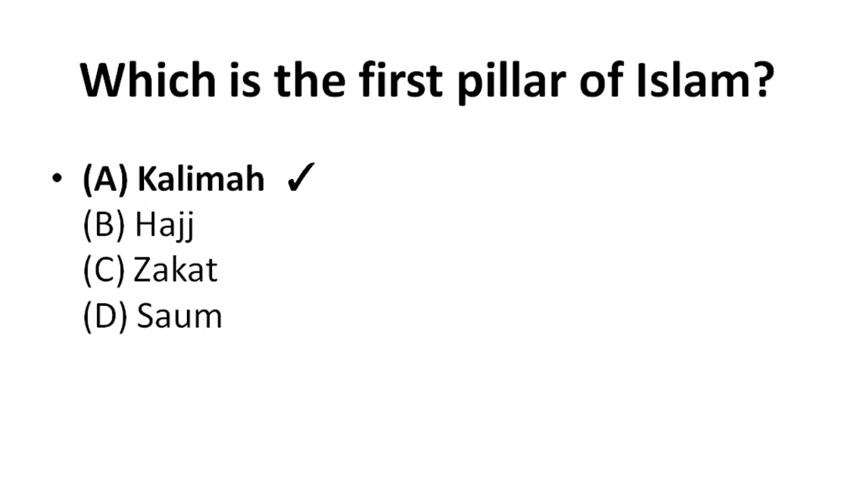 Which is the first pillar of Islam?
• (A) Kalimah ✓
(B) Hajj
(C) Zakat
(D) Saum